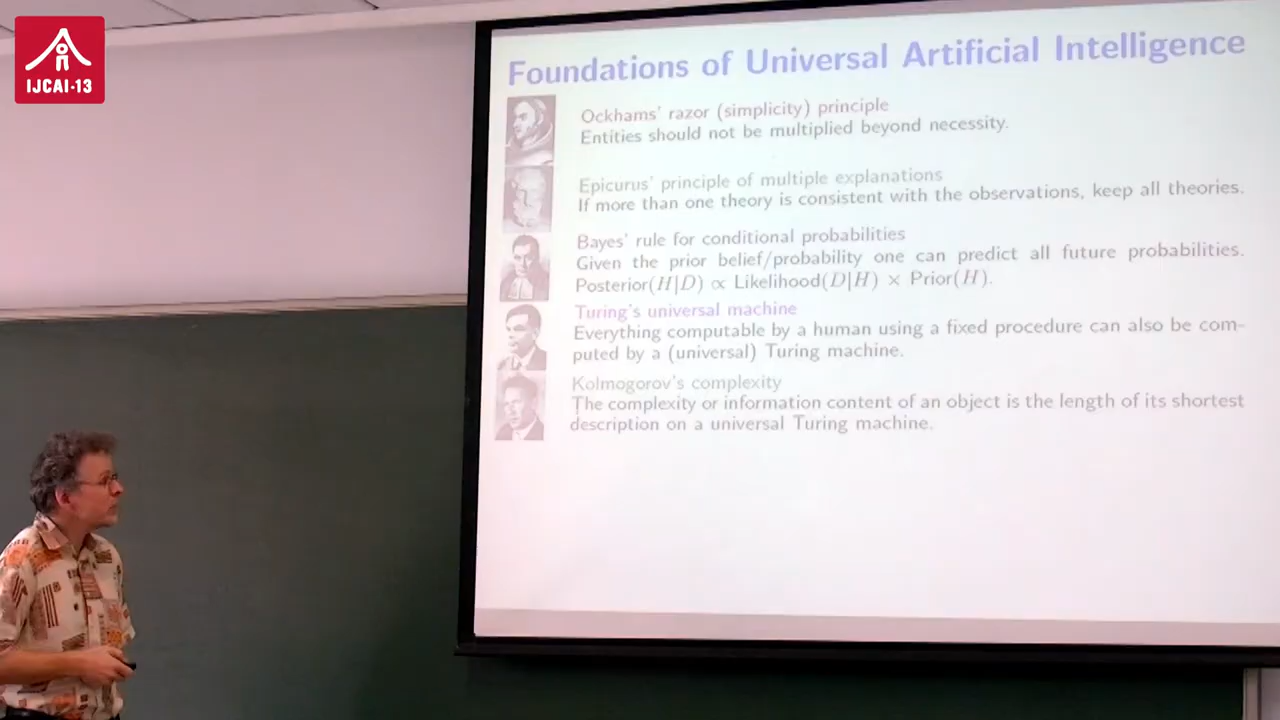 IJCAI-13
Foundations of Universal Artificial Intelligence
Ockhams' razor (simplicity) principle
Entities should not be multiplied beyond necessity.
Epicurus' principle of multiple explanations
If more than one theory is consistent with the observations, keep all theories.
Bayes' rule for conditional probabilities
Given the prior belief/probability one can predict all future probabilities.
Posterior(H|D) ∝ Likelihood(D|H) × Prior(H).
Turing's universal machine
Everything computable by a human using a fixed procedure can also be com-
puted by a (universal) Turing machine.
Kolmogorov's complexity
The complexity or information content of an object is the length of its shortest
description on a universal Turing machine.